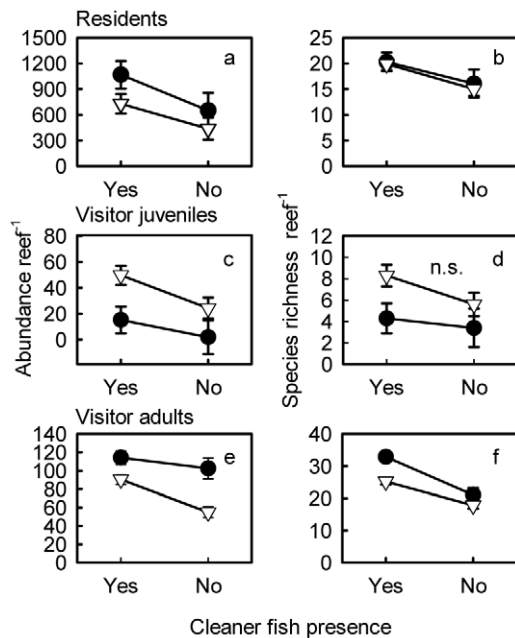 Residents
1500
1200
900
600
300
0
a
Yes No
25
20
15
10
5
0
b
Yes No
Visitor juveniles
80
60
40
20
0
c
Yes No
12
10
8
6
4
2
0
n.s. d
Yes No
Visitor adults
140
120
100
80
60
40
20
0
e
Yes No
40
30
20
10
0
f
Yes No
Abundance reef⁻¹
Species richness reef⁻¹
Cleaner fish presence